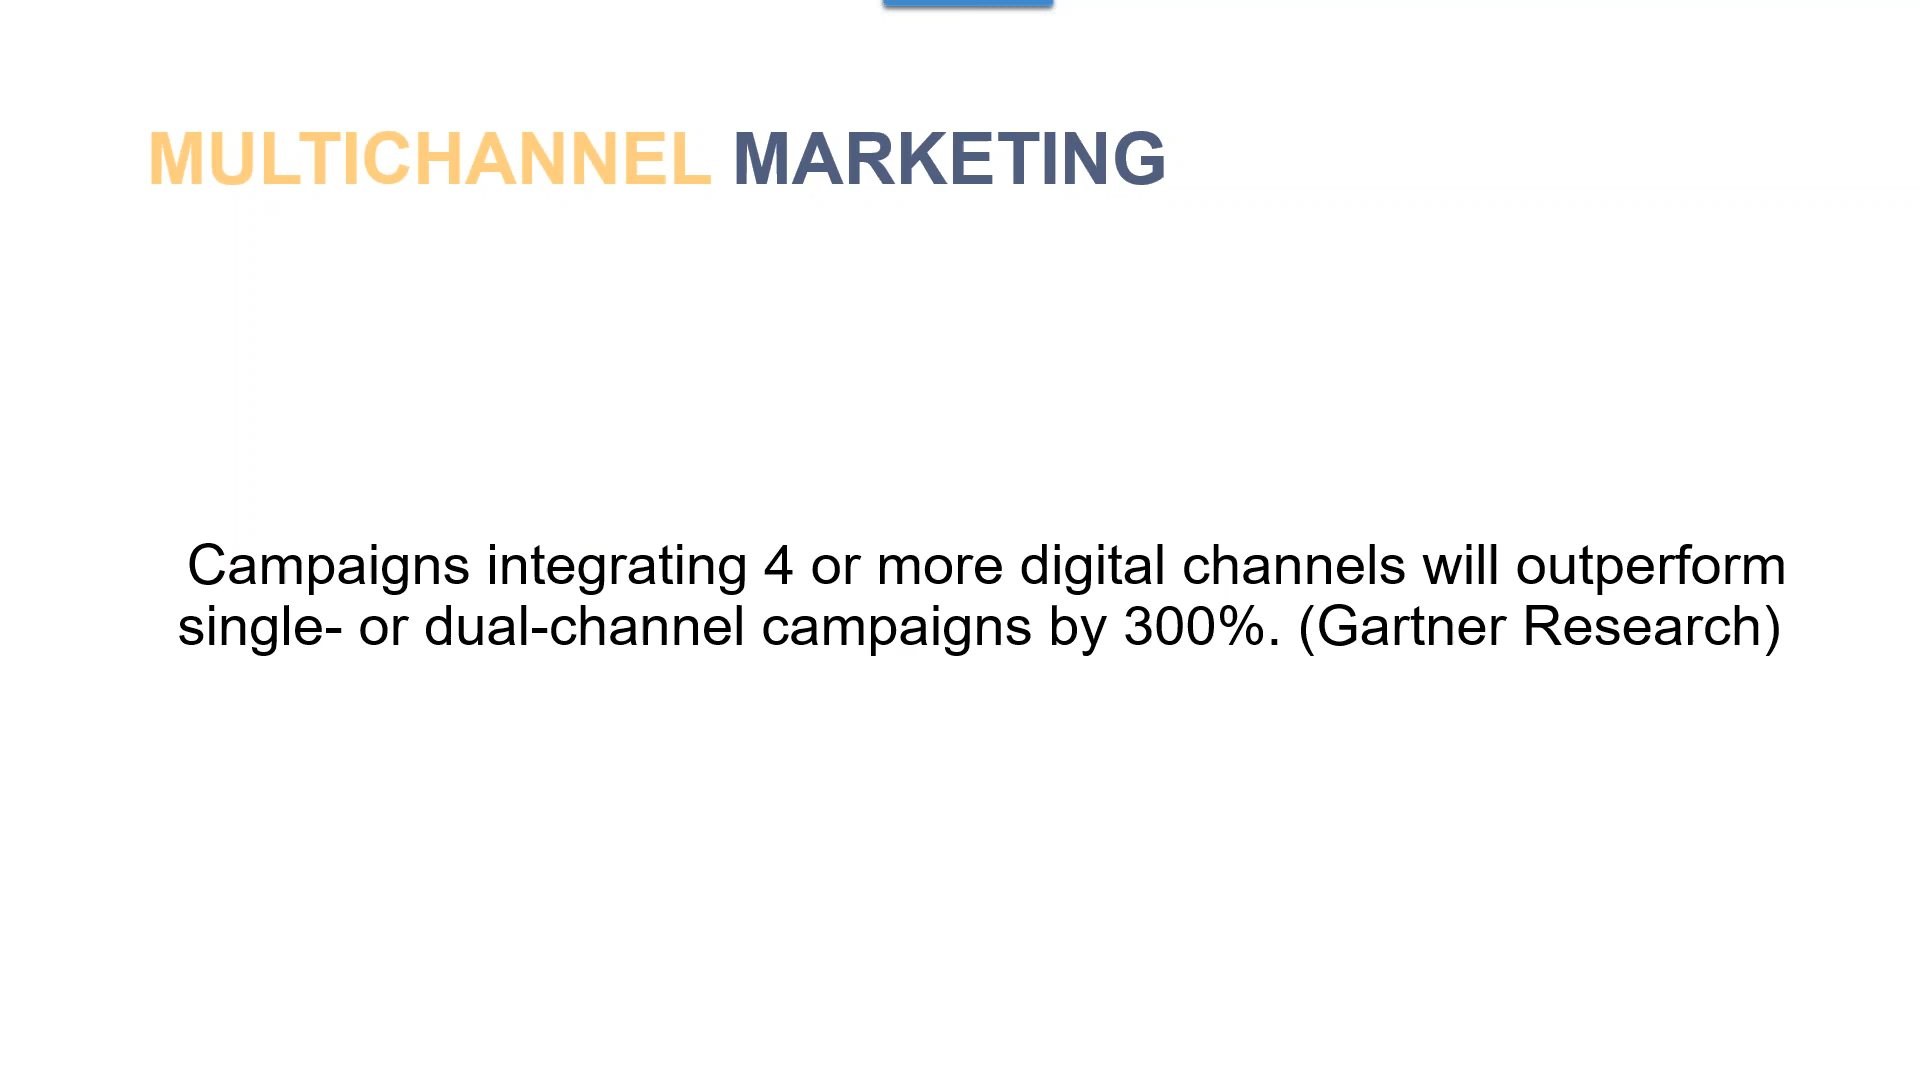 MULTICHANNEL MARKETING
Campaigns integrating 4 or more digital channels will outperform
single- or dual-channel campaigns by 300%. (Gartner Research)